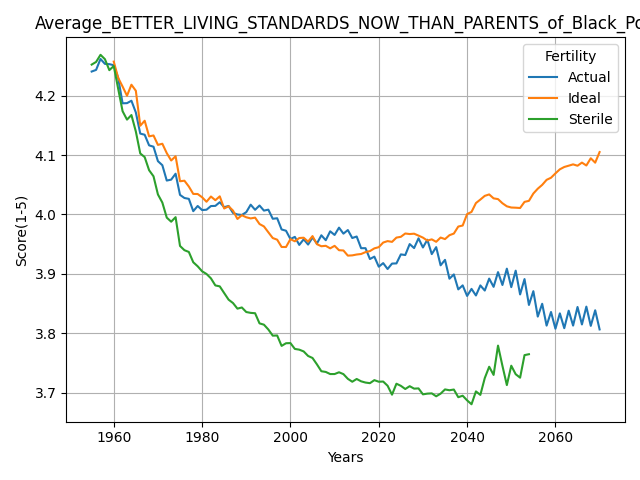 Average_BETTER_LIVING_STANDARDS_NOW_THAN_PARENTS_of_Black_Po
Fertility
Actual
Ideal
Sterile
Score(1-5)
4.2
4.1
4.0
3.9
3.8
3.7
1960 1980 2000 2020 2040 2060
Years